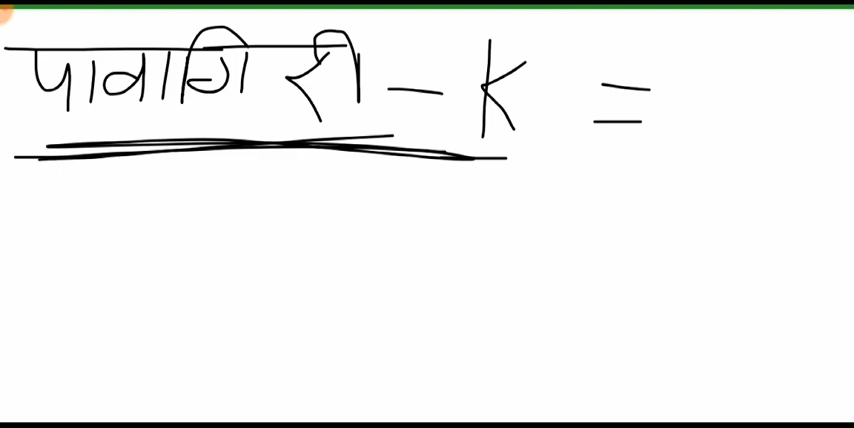 पावागिरी - K =